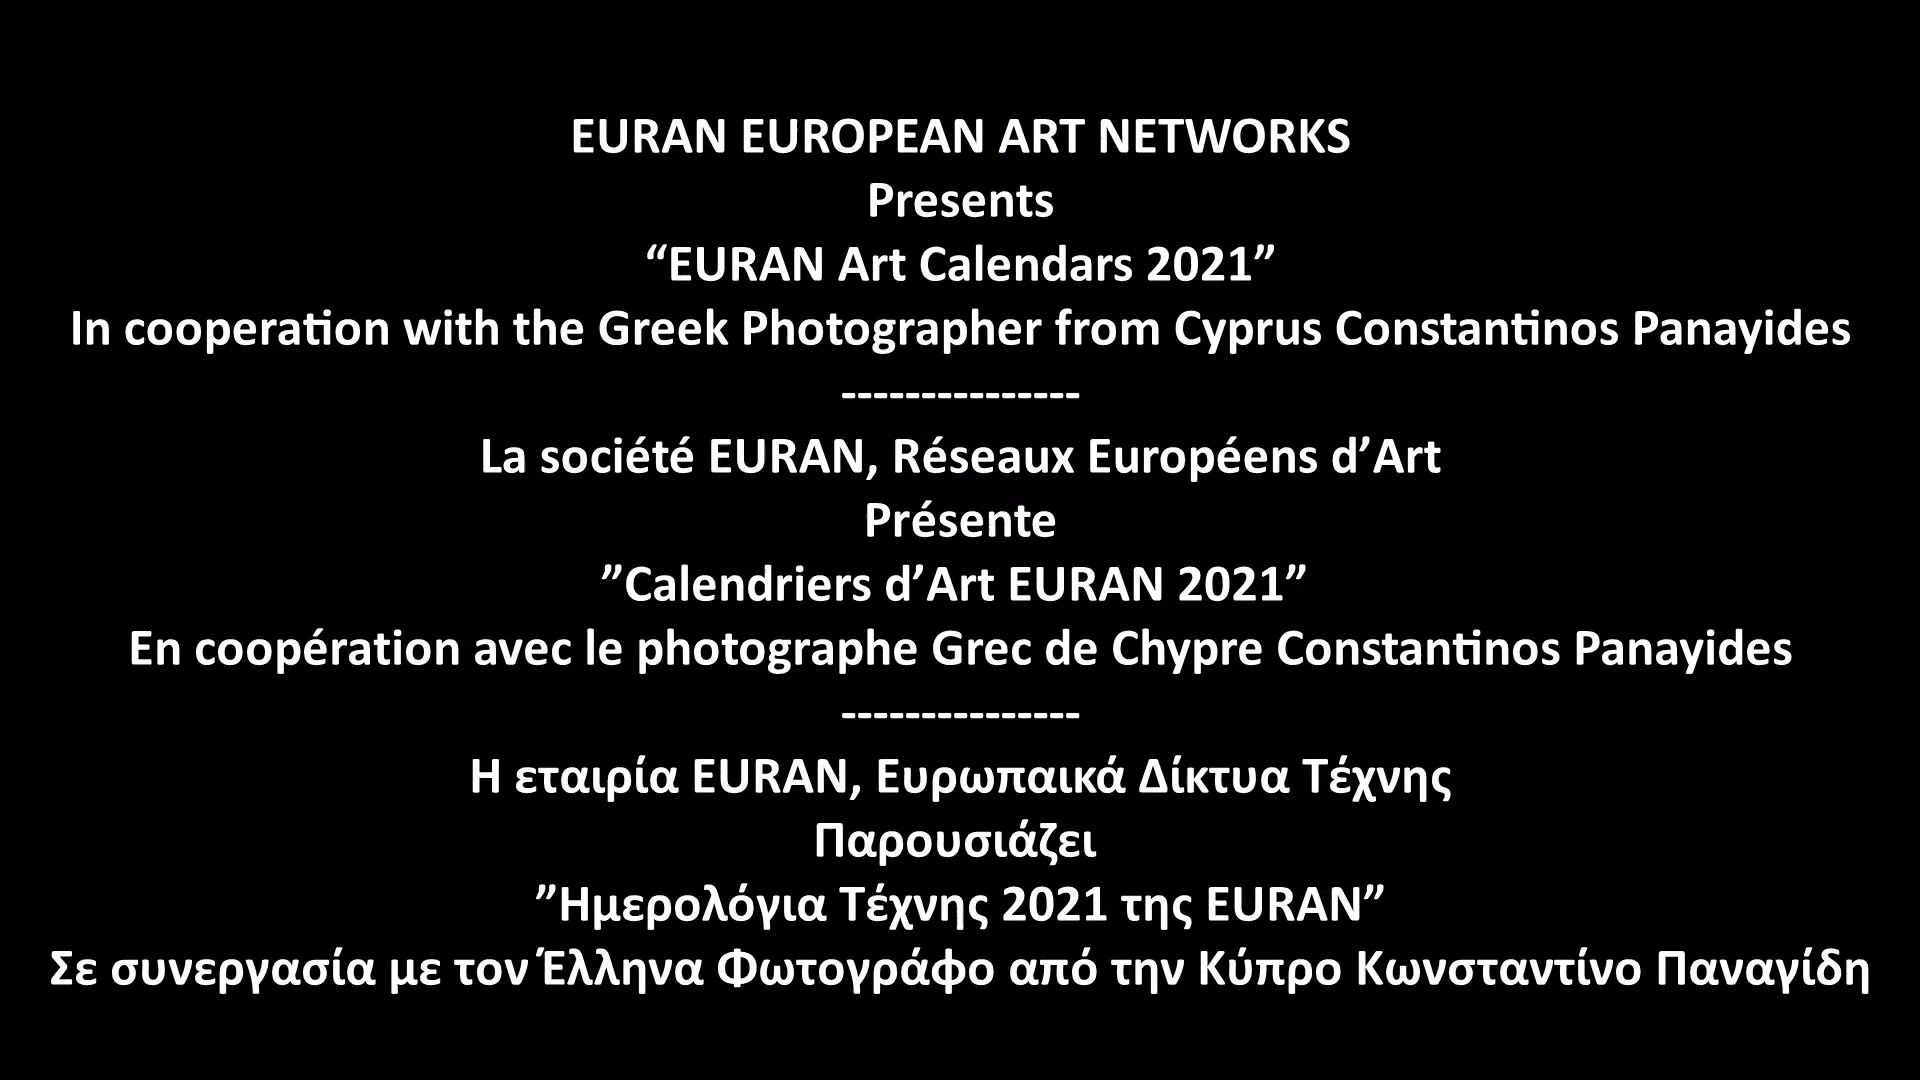 EURAN EUROPEAN ART NETWORKS
Presents
“EURAN Art Calendars 2021”
In cooperation with the Greek Photographer from Cyprus Constantinos Panayides
---------------
La société EURAN, Réseaux Européens d’Art
Présente
”Calendriers d’Art EURAN 2021”
En coopération avec le photographe Grec de Chypre Constantinos Panayides
---------------
Η εταιρία EURAN, Ευρωπαικά Δίκτυα Τέχνης
Παρουσιάζει
”Ημερολόγια Τέχνης 2021 της EURAN”
Σε συνεργασία με τον Έλληνα Φωτογράφο από την Κύπρο Κωνσταντίνο Παναγίδη